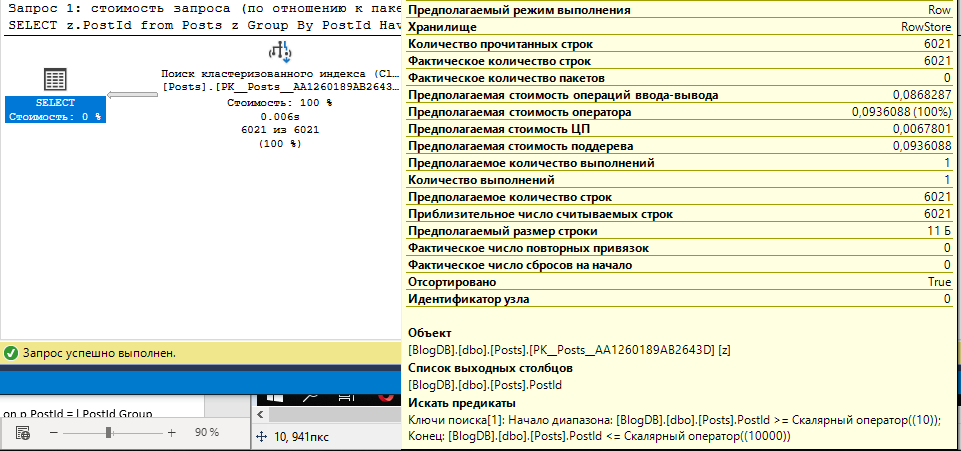 Запрос 1: стоимость запроса (по отношению к паке
SELECT z.PostId from Posts z Group By PostId Hav
SELECT
Стоимость: 0 %
Поиск кластеризованного индекса (Cl…
[Posts].[PK__Posts__AA1260189AB2643…
Стоимость: 100 %
0.006s
6021 из 6021
(100 %)
Запрос успешно выполнен.
on p.PostId = l.PostId Group
90 %
10, 941пкс
Предполагаемый режим выполнения Row
Хранилище RowStore
Количество прочитанных строк 6021
Фактическое количество строк 6021
Фактическое количество пакетов 0
Предполагаемая стоимость операций ввода-вывода 0,0868287
Предполагаемая стоимость оператора 0,0936088 (100%)
Предполагаемая стоимость ЦП 0,0067801
Предполагаемая стоимость поддерева 0,0936088
Предполагаемое количество выполнений 1
Количество выполнений 1
Предполагаемое количество строк 6021
Приблизительное число считываемых строк 6021
Предполагаемый размер строки 11 Б
Фактическое число повторных привязок 0
Фактическое число сбросов на начало 0
Отсортировано True
Идентификатор узла 0
Объект
[BlogDB].[dbo].[Posts].[PK__Posts__AA1260189AB2643D] [z]
Список выходных столбцов
[BlogDB].[dbo].[Posts].PostId
Искать предикаты
Ключи поиска[1]: Начало диапазона: [BlogDB].[dbo].[Posts].PostId >= Скалярный оператор((10));
Конец: [BlogDB].[dbo].[Posts].PostId <= Скалярный оператор((10000))